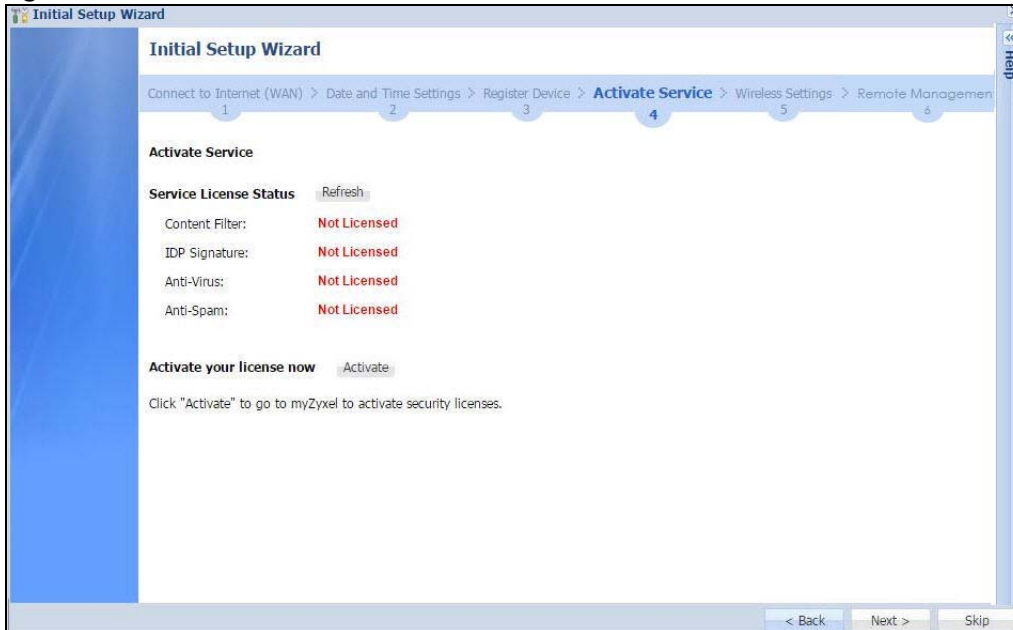 Initial Setup Wizard
Help
Initial Setup Wizard
Connect to Internet (WAN) > Date and Time Settings > Register Device > Activate Service > Wireless Settings > Remote Managemen
1 2 3 4 5 6
Activate Service
Service License Status Refresh
Content Filter: Not Licensed
IDP Signature: Not Licensed
Anti-Virus: Not Licensed
Anti-Spam: Not Licensed
Activate your license now Activate
Click "Activate" to go to myZyxel to activate security licenses.
< Back Next > Skip